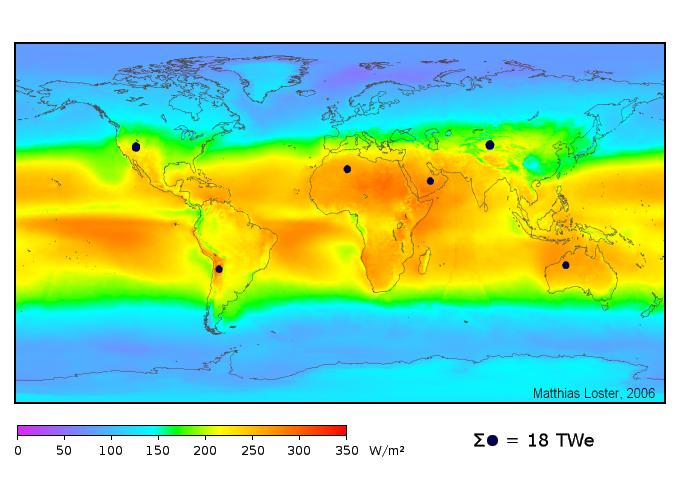 Matthias Loster, 2006
0 50 100 150 200 250 300 350 W/m²
Σ● = 18 TWe